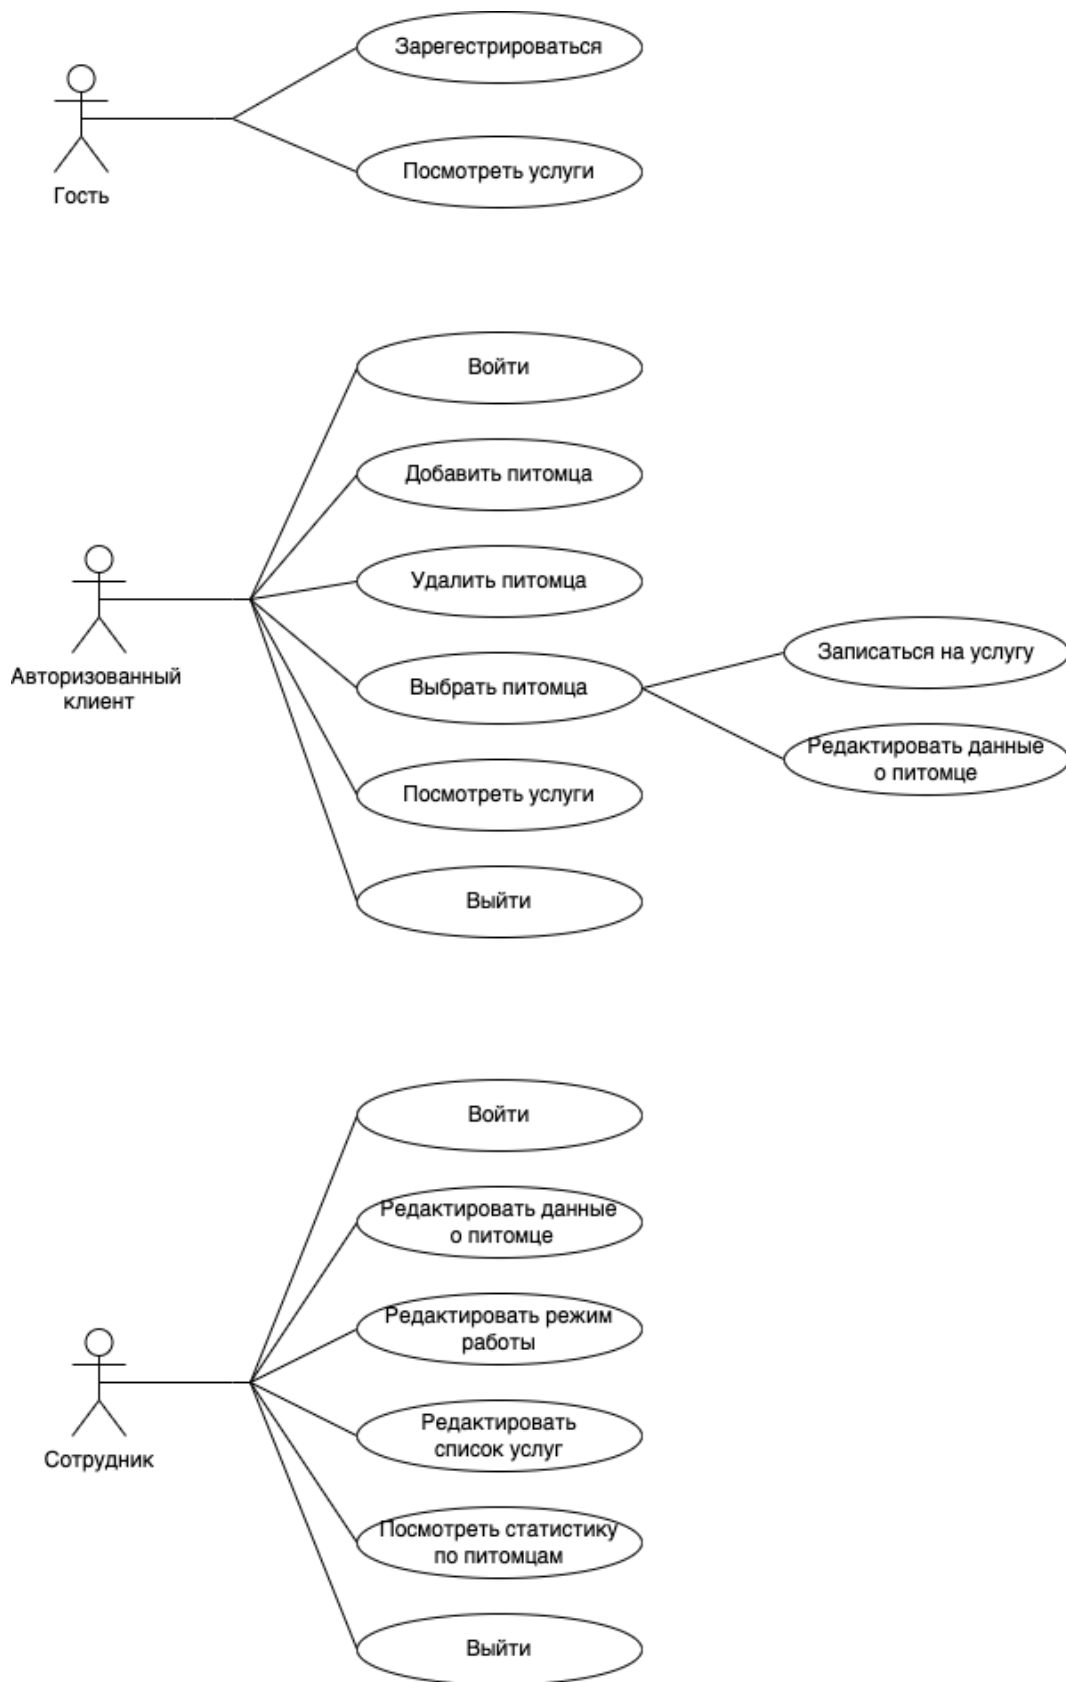 Зарегестрироваться
Посмотреть услуги
Гость
Войти
Добавить питомца
Удалить питомца
Выбрать питомца
Записаться на услугу
Редактировать данные
о питомце
Авторизованный
клиент
Посмотреть услуги
Выйти
Войти
Редактировать данные
о питомце
Редактировать режим
работы
Редактировать
список услуг
Сотрудник
Посмотреть статистику
по питомцам
Выйти